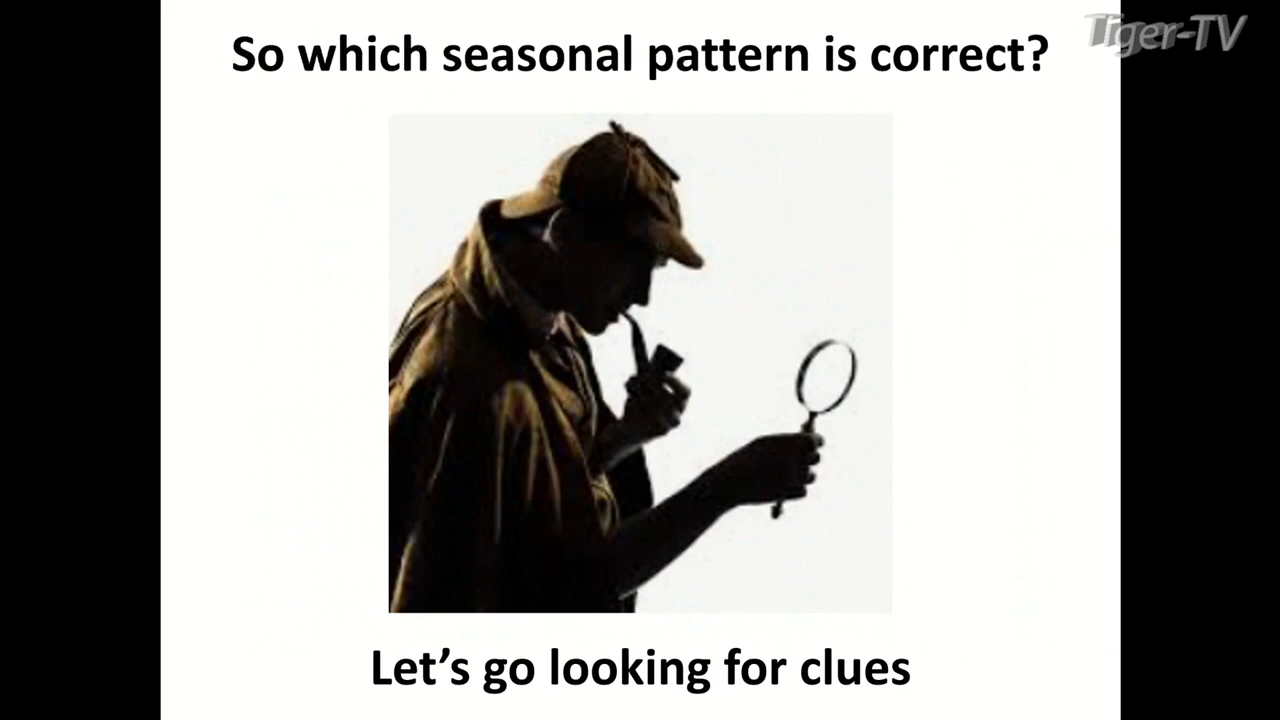 Tiger-TV
So which seasonal pattern is correct?
Let's go looking for clues